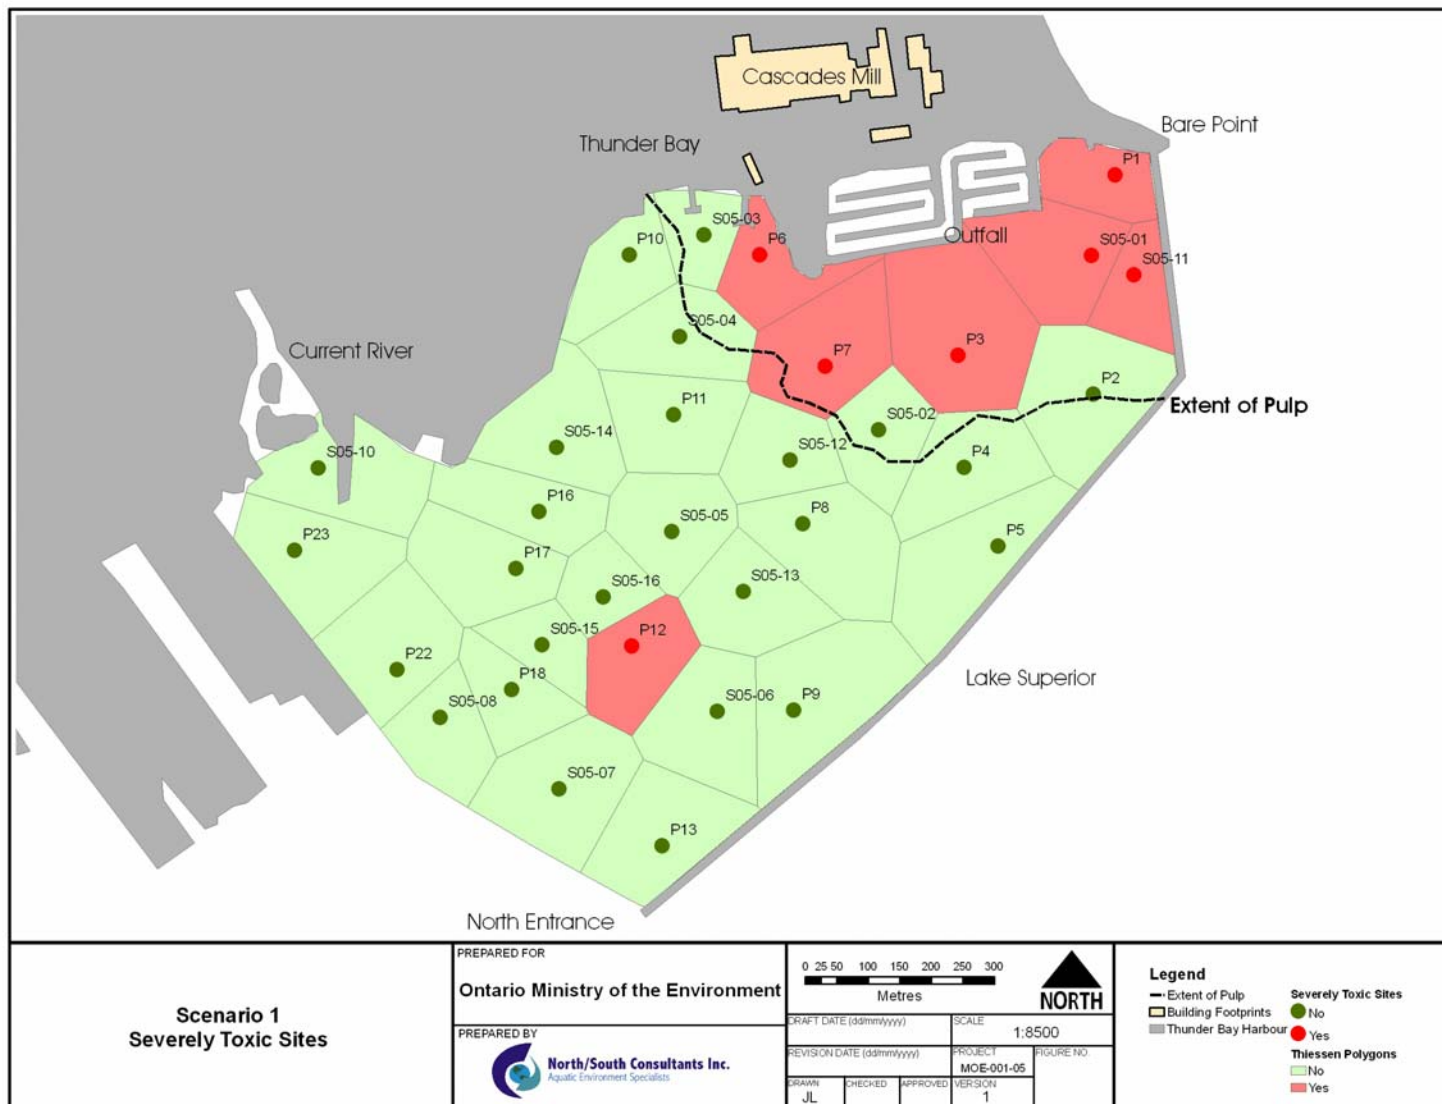 Cascades Mill
Bare Point
Thunder Bay
P1
S05-03
P10
P6
Outfall
S05-01
S05-11
S05-04
Current River
P7
P3
P2
Extent of Pulp
P11
S05-02
S05-14
S05-12
S05-10
P4
P16
P8
S05-05
P5
P23
P17
S05-16
S05-13
S05-15
P12
P22
P18
Lake Superior
S05-08
S05-06
P9
S05-07
P13
North Entrance
Scenario 1
Severely Toxic Sites
PREPARED FOR
Ontario Ministry of the Environment
PREPARED BY
North/South Consultants Inc.
Aquatic Environment Specialists
0 25 50 100 150 200 250 300
Metres
NORTH
DRAFT DATE (dd/mm/yyyy)
SCALE
1:8500
REVISION DATE (dd/mm/yyyy)
PROJECT
MOE-001-05
FIGURE NO.
DRAWN
JL
CHECKED
APPROVED
VERSION
1
Legend
Extent of Pulp
Building Footprints
Thunder Bay Harbour
Severely Toxic Sites
No
Yes
Thiessen Polygons
No
Yes